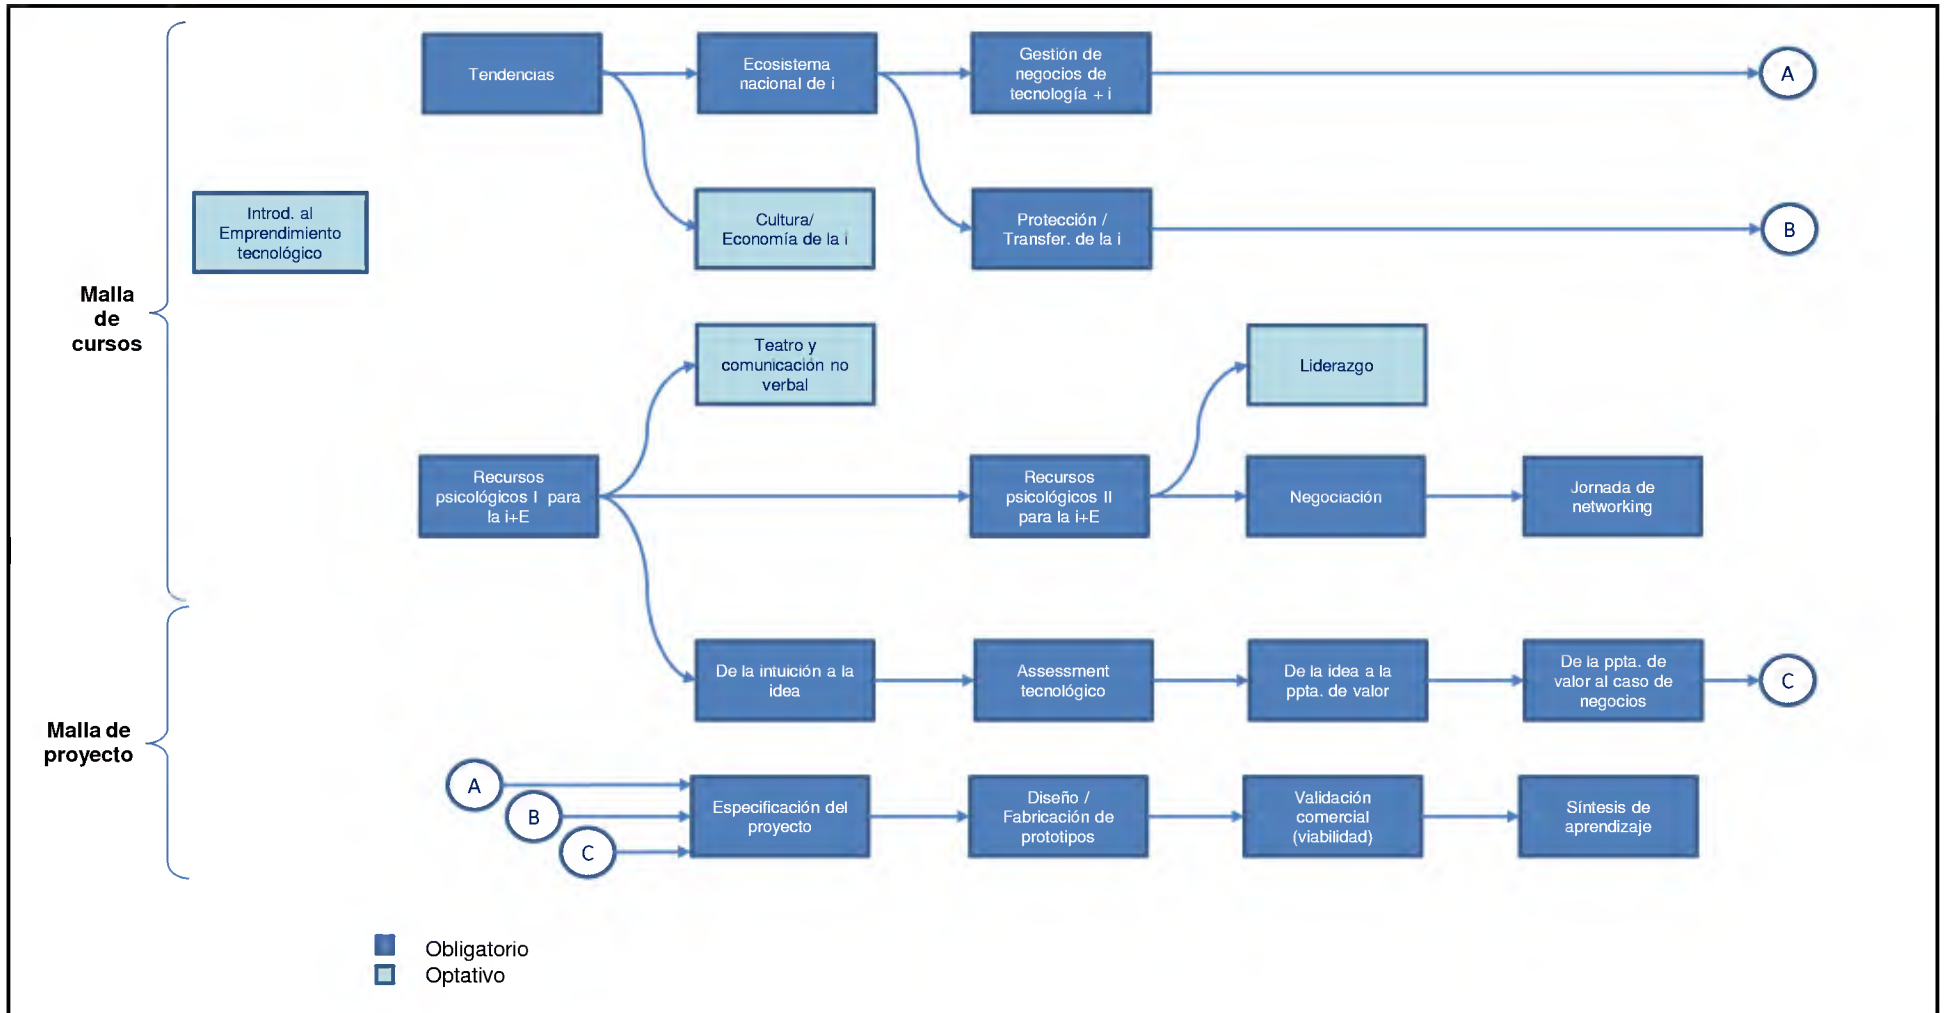 Tendencias
Ecosistema
nacional de i
Gestión de
negocios de
tecnología + i
A
Introd. al
Emprendimiento
tecnológico
Cultura/
Economía de la i
Protección /
Transfer. de la i
B
Malla
de
cursos
Teatro y
comunicación no
verbal
Liderazgo
Recursos
psicológicos I para
la i+E
Recursos
psicológicos II
para la i+E
Negociación
Jornada de
networking
De la intuición a la
idea
Assessment
tecnológico
De la idea a la
ppta. de valor
De la ppta. de
valor al caso de
negocios
C
Malla de
proyecto
A
B
C
Especificación del
proyecto
Diseño /
Fabricación de
prototipos
Validación
comercial
(viabilidad)
Síntesis de
aprendizaje
Obligatorio
Optativo